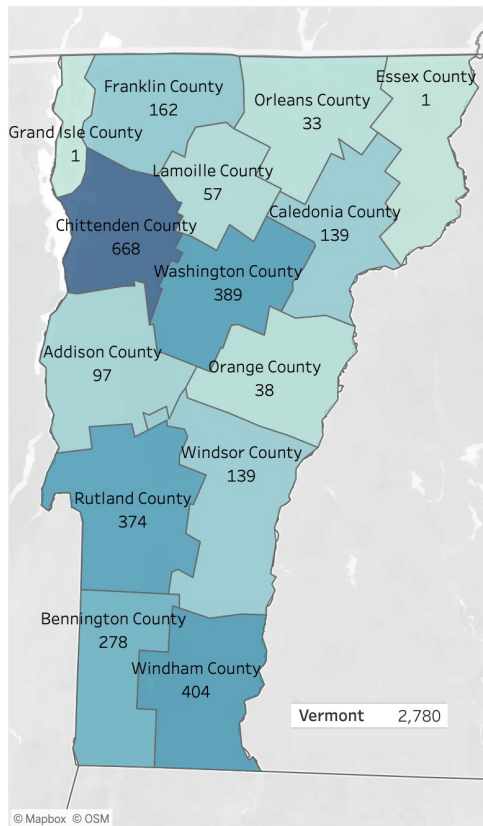 Essex County
1
Franklin County
162
Orleans County
33
Grand Isle County
1
Lamoille County
57
Caledonia County
139
Chittenden County
668
Washington County
389
Addison County
97
Orange County
38
Windsor County
139
Rutland County
374
Bennington County
278
Windham County
404
Vermont 2,780
© Mapbox © OSM